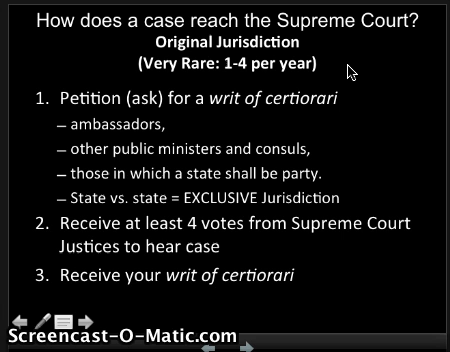 How does a case reach the Supreme Court?
Original Jurisdiction
(Very Rare: 1-4 per year)
1. Petition (ask) for a writ of certiorari
– ambassadors,
– other public ministers and consuls,
– those in which a state shall be party.
– State vs. state = EXCLUSIVE Jurisdiction
2. Receive at least 4 votes from Supreme Court
Justices to hear case
3. Receive your writ of certiorari
Screencast-O-Matic.com